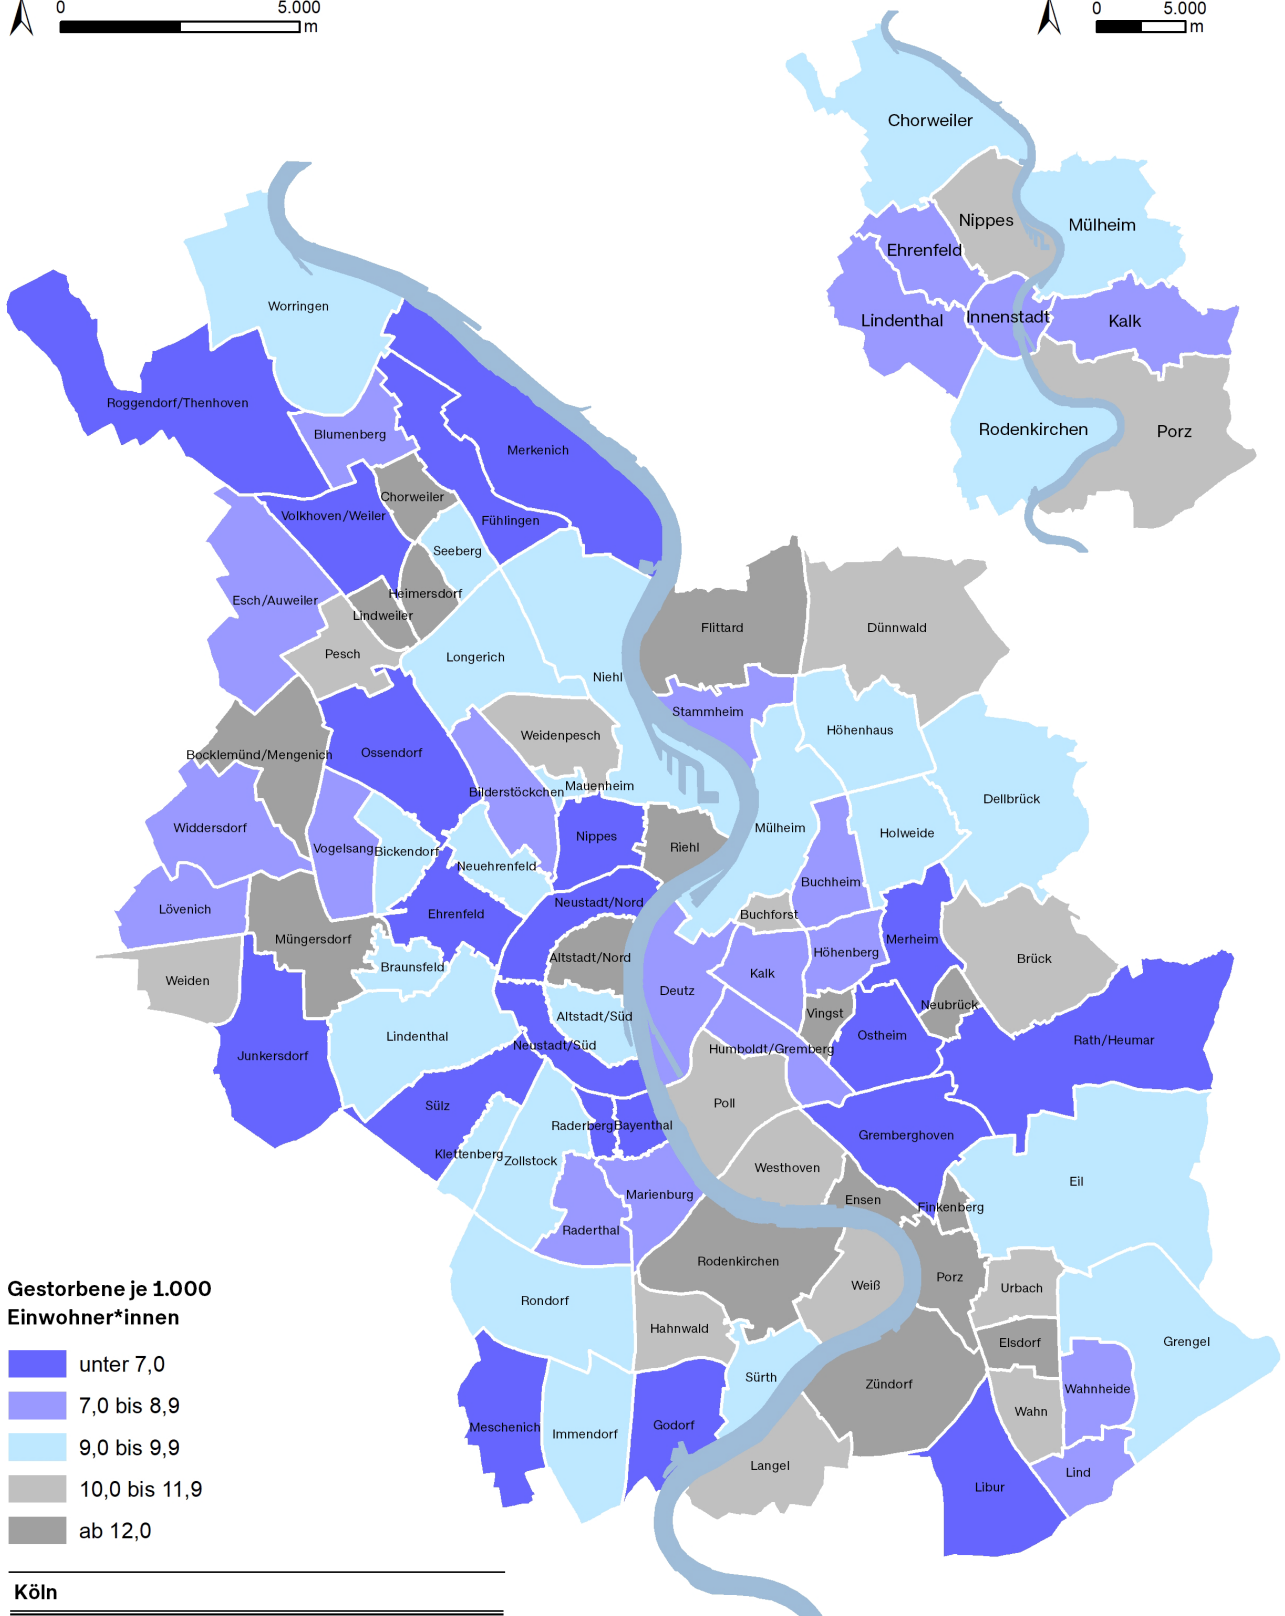 0 5.000
m
0 5.000
m
Chorweiler
Nippes
Mülheim
Ehrenfeld
Innenstadt
Lindenthal
Kalk
Rodenkirchen
Porz
Worringen
Roggendorf/Thenhoven
Blumenberg
Merkenich
Chorweiler
Volkhoven/Weiler
Fühlingen
Seeberg
Heimersdorf
Esch/Auweiler
Lindweiler
Flittard
Dünnwald
Pesch
Longerich
Niehl
Stammheim
Höhenhaus
Weidenpesch
Bocklemünd/Mengenich
Ossendorf
Mauenheim
Bilderstöckchen
Dellbrück
Widdersdorf
Mülheim
Holweide
Nippes
Vogelsang
Bickendorf
Riehl
Neuehrenfeld
Buchheim
Lövenich
Neustadt/Nord
Ehrenfeld
Buchforst
Müngersdorf
Merheim
Höhenberg
Altstadt/Nord
Brück
Braunsfeld
Kalk
Weiden
Deutz
Neubrück
Vingst
Altstadt/Süd
Lindenthal
Ostheim
Rath/Heumar
Neustadt/Süd
Humboldt/Gremberg
Junkersdorf
Sülz
Poll
Raderberg
Bayenthal
Gremberghoven
Klettenberg
Zollstock
Westhoven
Eil
Marienburg
Ensen
Finkenberg
Raderthal
Rodenkirchen
Porz
Weiß
Urbach
Rondorf
Hahnwald
Elsdorf
Grengel
Sürth
Zündorf
Wahnheide
Wahn
Meschenich
Immendorf
Godorf
Langel
Lind
Libur
Gestorbene je 1.000
Einwohner*innen
unter 7,0
7,0 bis 8,9
9,0 bis 9,9
10,0 bis 11,9
ab 12,0
Köln